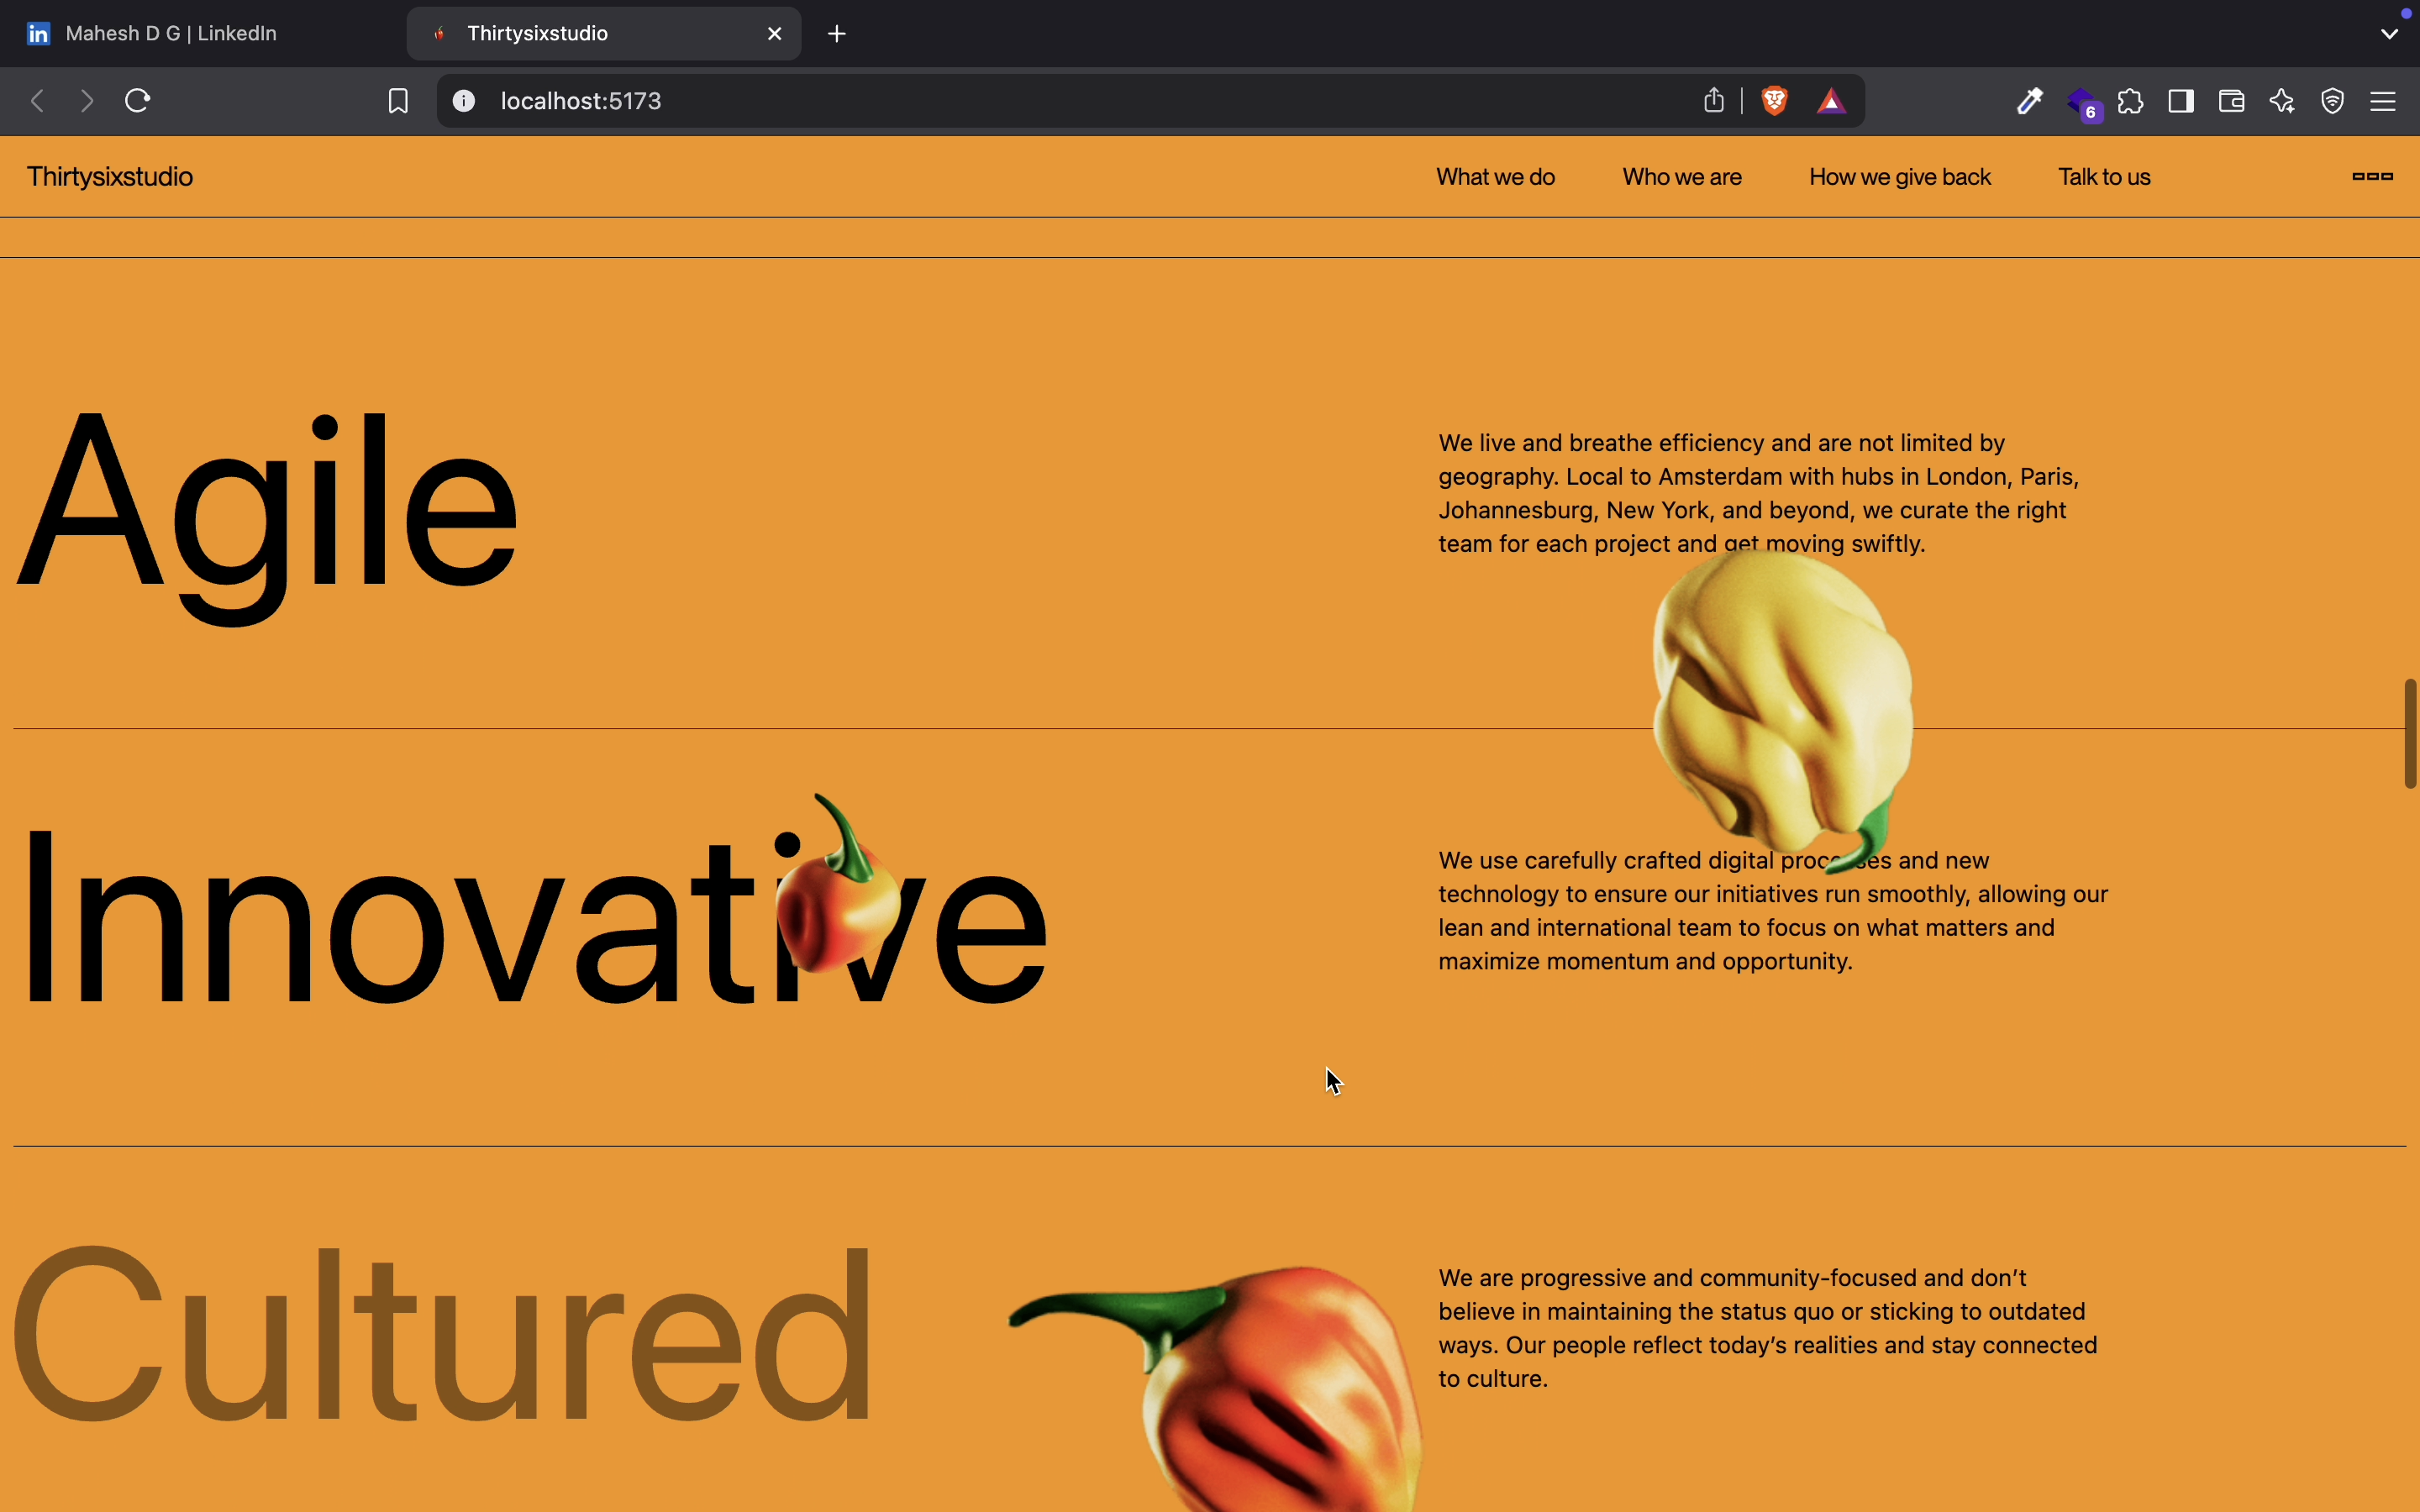 Mahesh D G | LinkedIn
Thirtysixstudio
localhost:5173
6
Thirtysixstudio
What we do
Who we are
How we give back
Talk to us
Agile
We live and breathe efficiency and are not limited by
geography. Local to Amsterdam with hubs in London, Paris,
Johannesburg, New York, and beyond, we curate the right
team for each project and get moving swiftly.
Innovative
We use carefully crafted digital processes and new
technology to ensure our initiatives run smoothly, allowing our
lean and international team to focus on what matters and
maximize momentum and opportunity.
Cultured
We are progressive and community-focused and don’t
believe in maintaining the status quo or sticking to outdated
ways. Our people reflect today’s realities and stay connected
to culture.